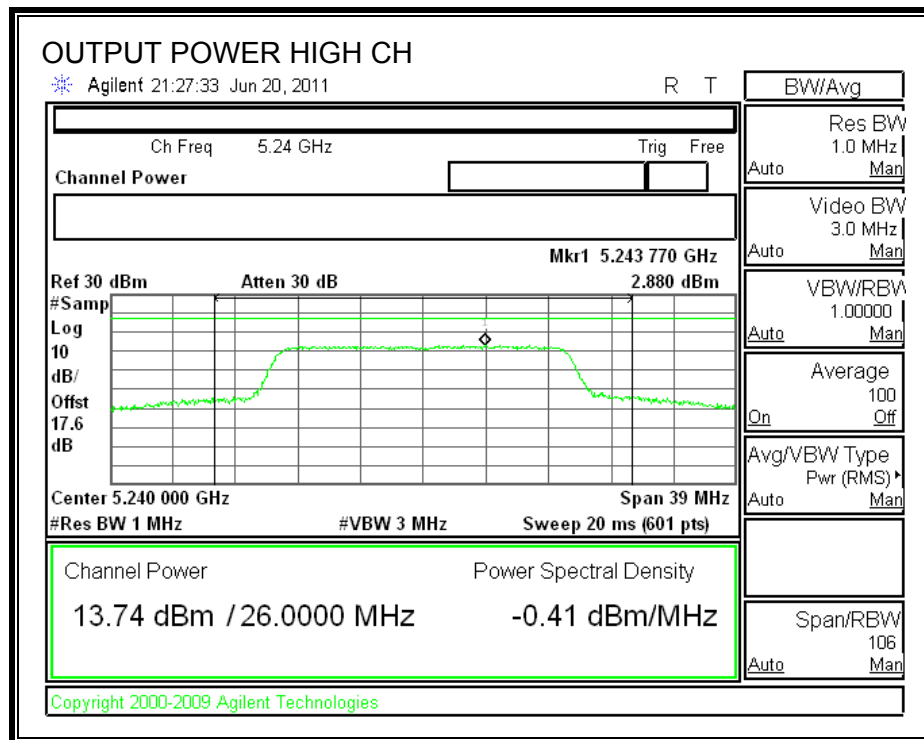 OUTPUT POWER HIGH CH
Agilent 21:27:33 Jun 20, 2011 R T
BW/Avg
Ch Freq 5.24 GHz Trig Free
Channel Power
Mkr1 5.243 770 GHz
Ref 30 dBm Atten 30 dB 2.880 dBm
#Samp
Log
10
dB/
Offst
17.6
dB
1
Center 5.240 000 GHz Span 39 MHz
#Res BW 1 MHz #VBW 3 MHz Sweep 20 ms (601 pts)
Channel Power Power Spectral Density
13.74 dBm / 26.0000 MHz -0.41 dBm/MHz
Res BW
1.0 MHz
Auto Man
Video BW
3.0 MHz
Auto Man
VBW/RBW
1.00000
Auto Man
Average
100
On Off
Avg/VBW Type
Pwr (RMS)
Auto Man
Span/RBW
106
Auto Man
Copyright 2000-2009 Agilent Technologies